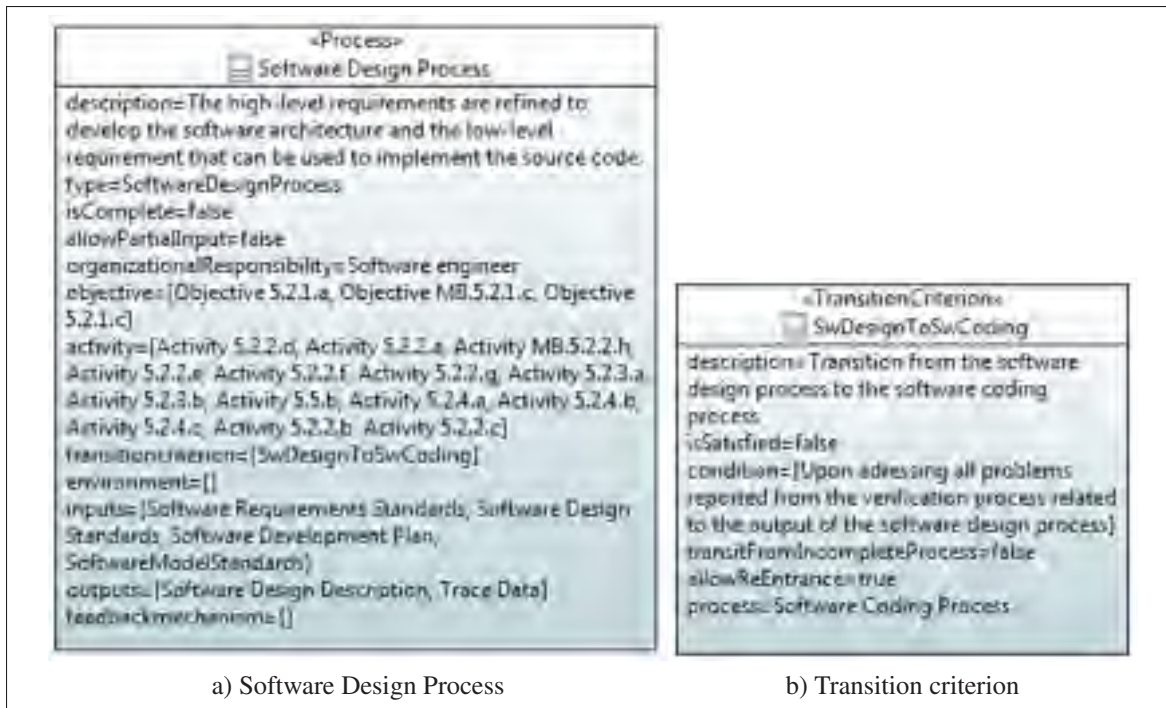 «Process»
Software Design Process
description=The high-level requirements are refined to
develop the software architecture and the low-level
requirement that can be used to implement the source code.
type=SoftwareDesignProcess
isComplete=false
allowPartialInput=false
organizationalResponsibility=Software engineer
objective=[Objective 5.2.1.a, Objective MB.5.2.1.c, Objective
5.2.1.c]
activity=[Activity 5.2.2.d, Activity 5.2.2.a, Activity MB.5.2.2.h,
Activity 5.2.2.e, Activity 5.2.2.f, Activity 5.2.2.g, Activity 5.2.3.a,
Activity 5.2.3.b, Activity 5.5.b, Activity 5.2.4.a, Activity 5.2.4.b,
Activity 5.2.4.c, Activity 5.2.2.b, Activity 5.2.2.c]
transitioncriterion=[SwDesignToSwCoding]
environment=[]
inputs=[Software Requirements Standards, Software Design
Standards, Software Development Plan,
SoftwareModelStandards]
outputs=[Software Design Description, Trace Data]
feedbackmechanism=[]
a) Software Design Process
«TransitionCriterion»
SwDesignToSwCoding
description=Transition from the software
design process to the software coding
process
isSatisfied=false
condition=[Upon adressing all problems
reported from the verification process related
to the output of the software design process]
transitFromIncompleteProcess=false
allowReEntrance=true
process=Software Coding Process
b) Transition criterion